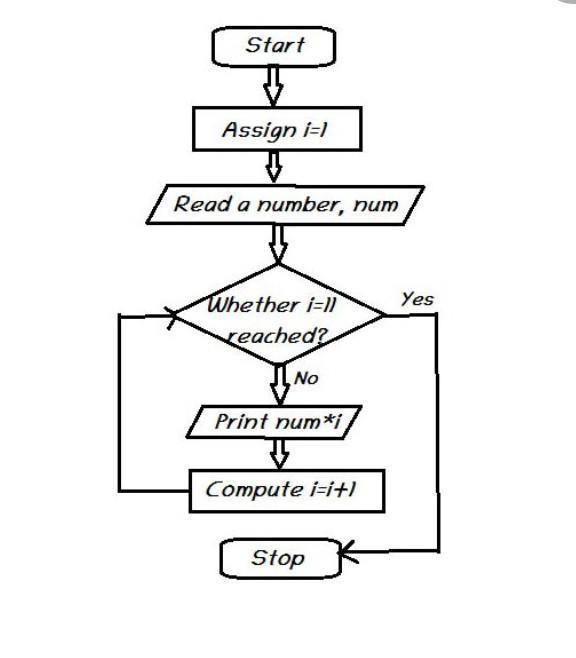 Start
Assign i=1
Read a number, num
Whether i=11
reached?
Yes
No
Print num*i
Compute i=i+1
Stop